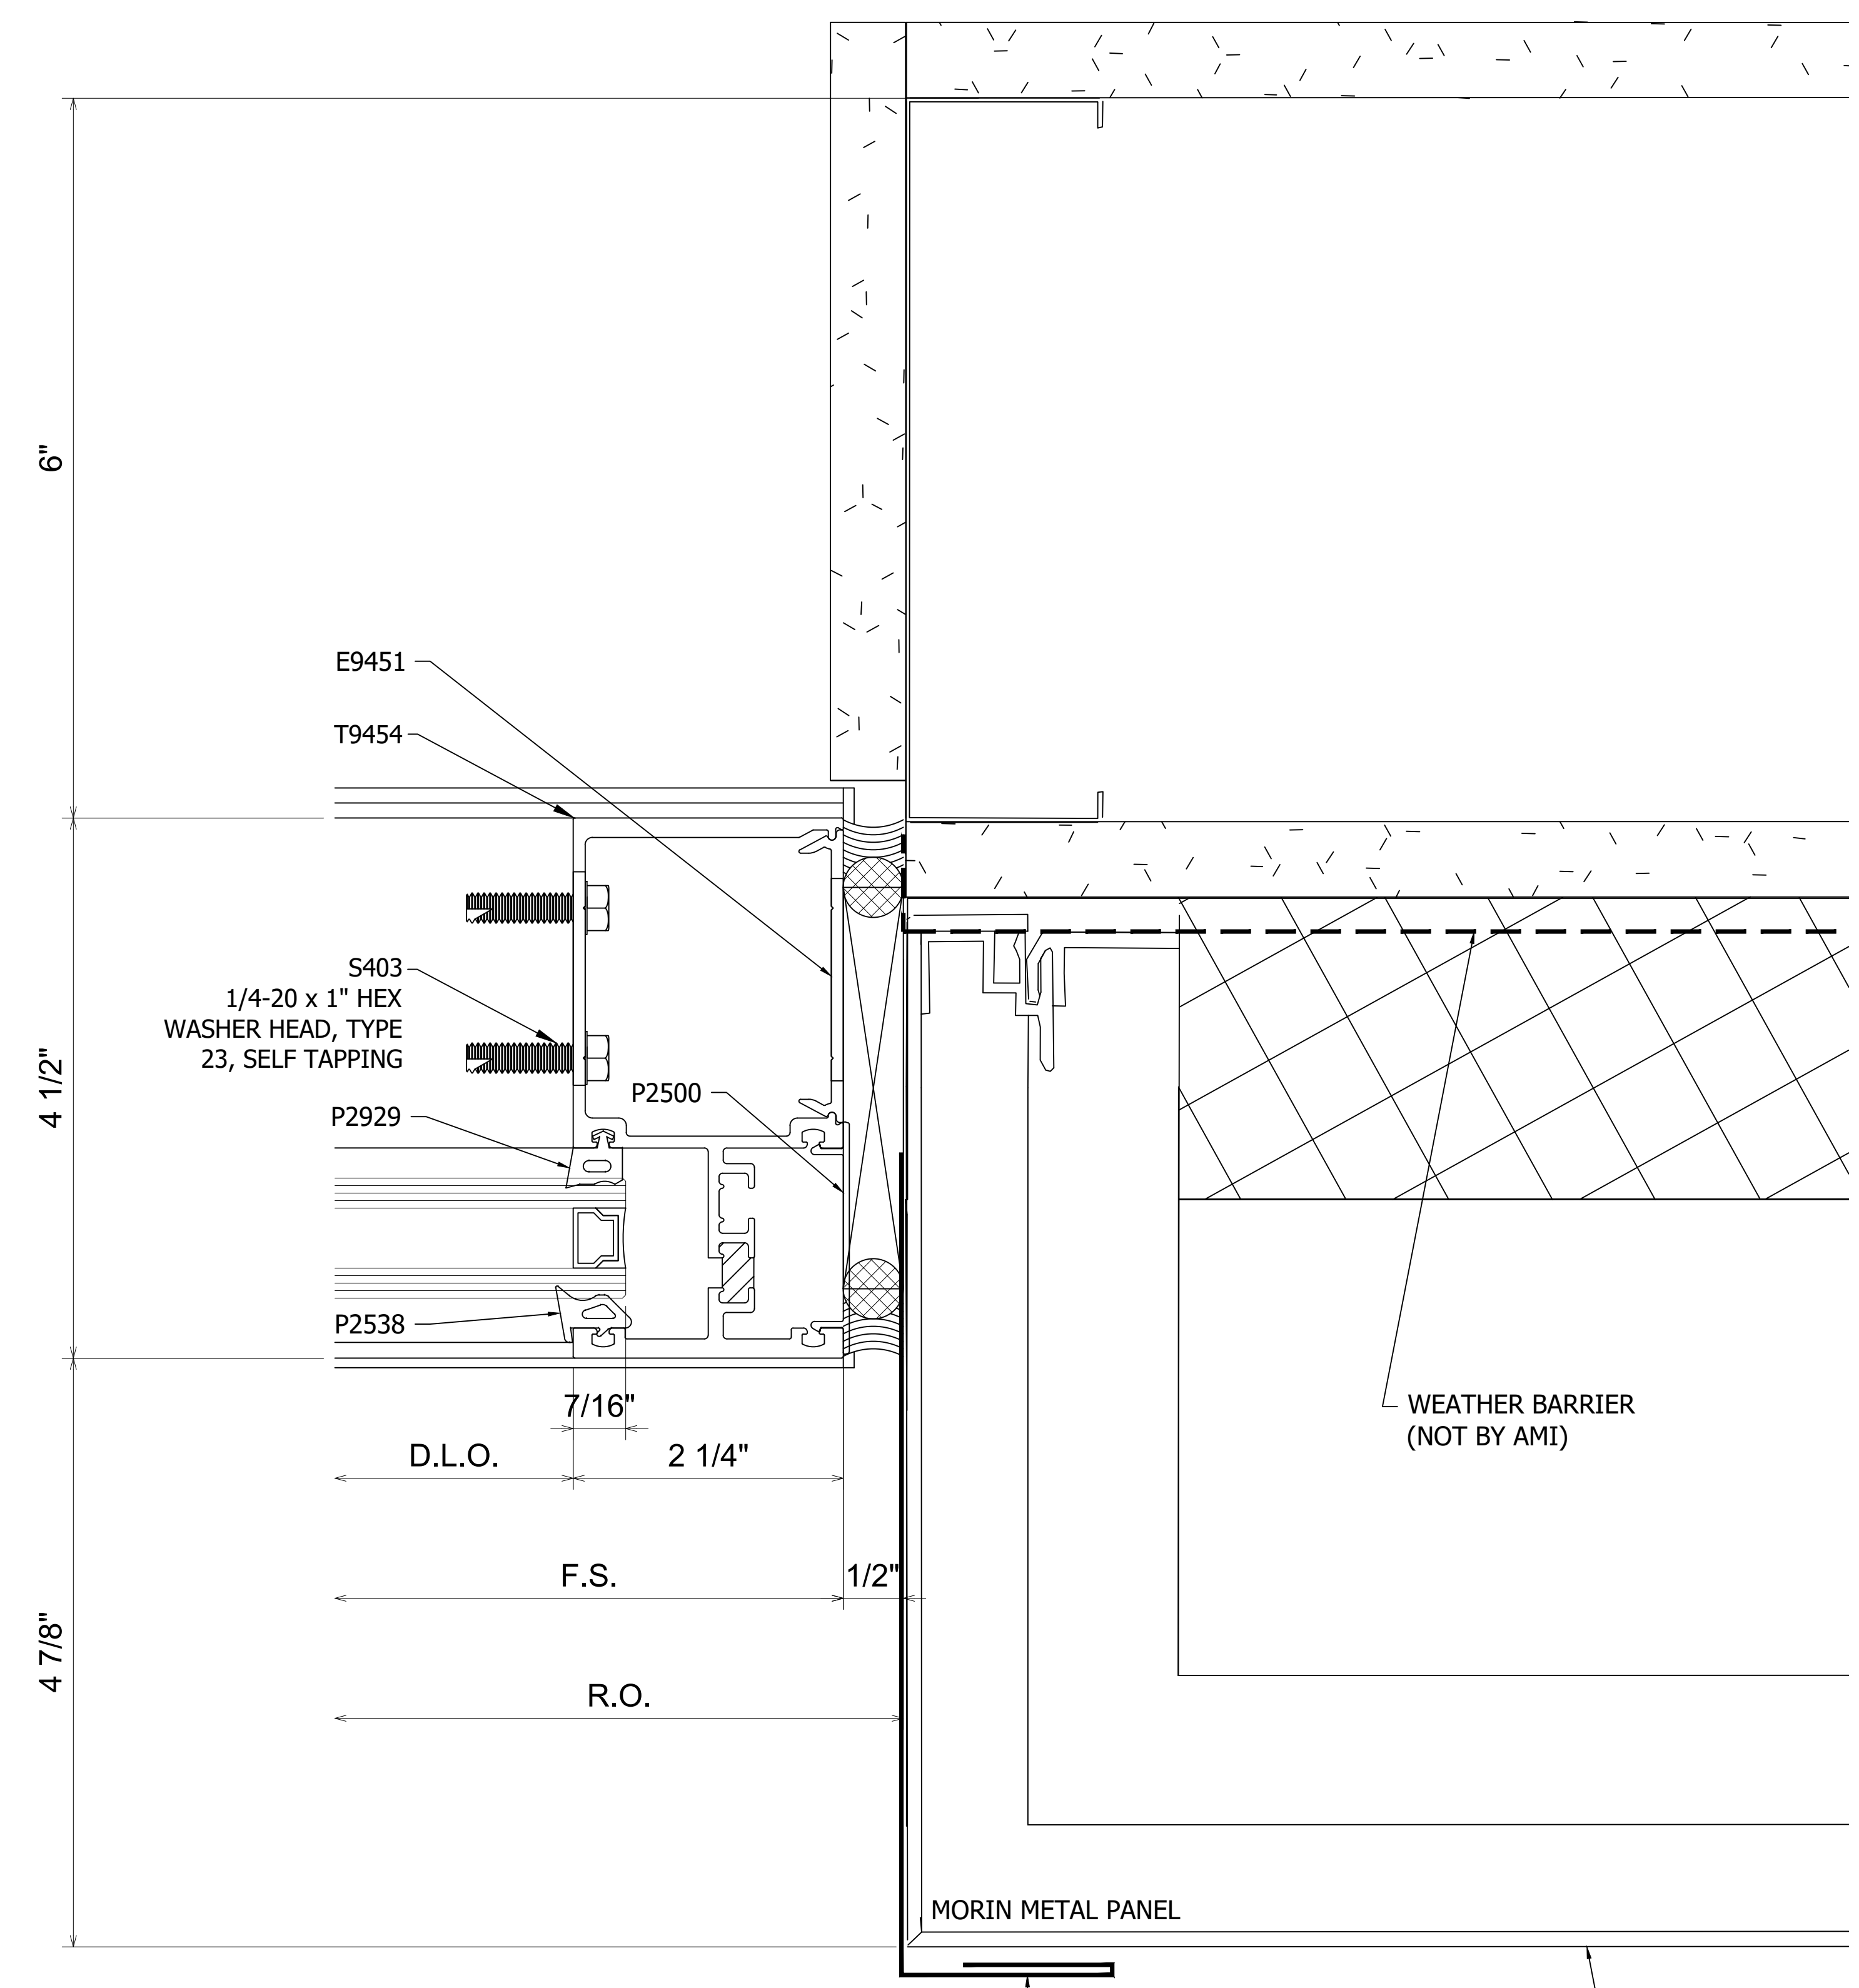 6"
E9451
T9454
S403
1/4-20 x 1" HEX
WASHER HEAD, TYPE
23, SELF TAPPING
4 1/2"
P2500
P2929
P2538
7/16"
D.L.O.
2 1/4"
WEATHER BARRIER
(NOT BY AMI)
F.S.
1/2"
4 7/8"
R.O.
MORIN METAL PANEL